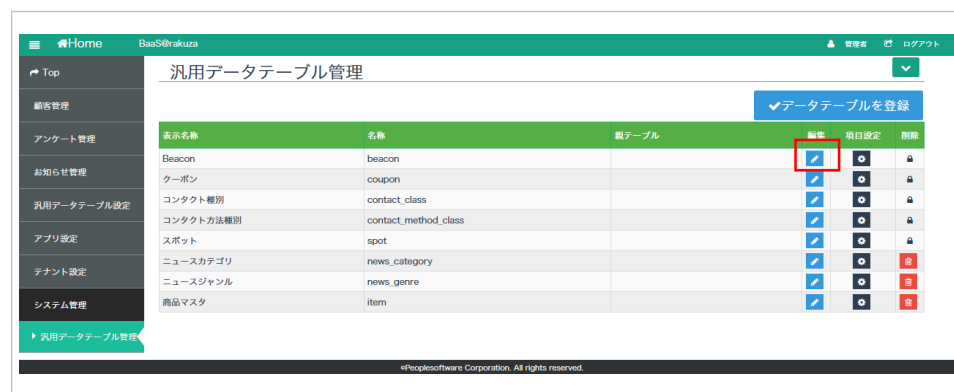 Home BaaS@rakuza 管理者 ログアウト
Top
顧客管理
アンケート管理
お知らせ管理
汎用データテーブル設定
アプリ設定
テナント設定
システム管理
汎用データテーブル管理
汎用データテーブル管理
データテーブルを登録
表示名称 名称 親テーブル 編集 項目設定 削除
Beacon beacon
クーポン coupon
コンタクト種別 contact_class
コンタクト方法種別 contact_method_class
スポット spot
ニュースカテゴリ news_category
ニュースジャンル news_genre
商品マスタ item
©Peoplesoftware Corporation. All rights reserved.